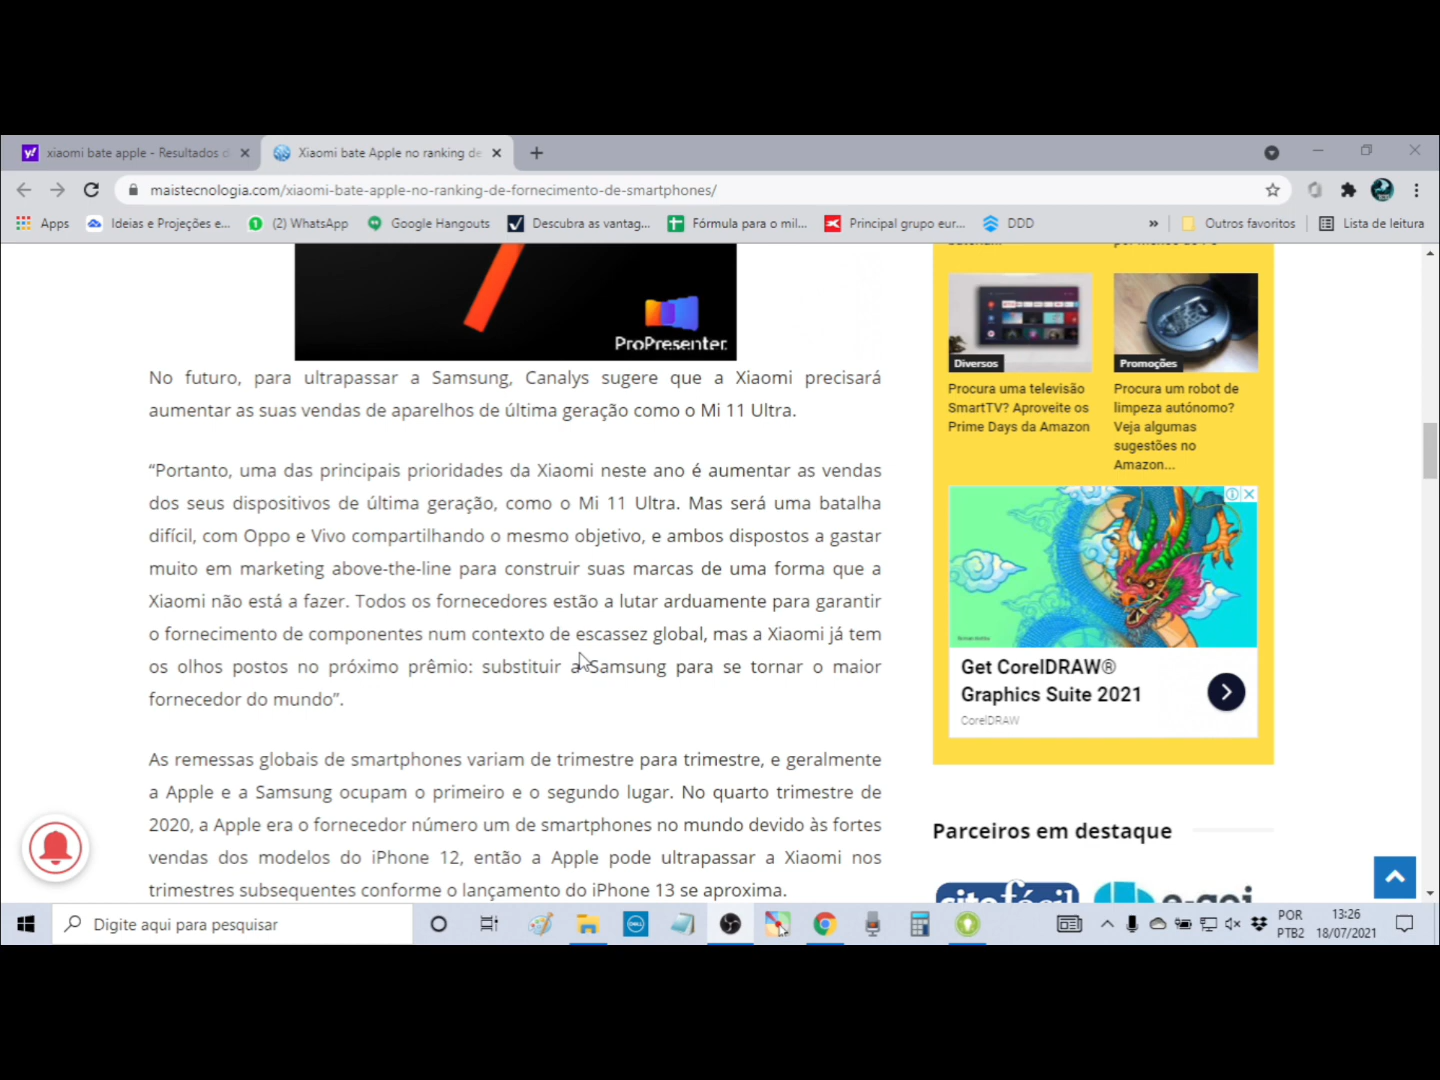 xiaomi bate apple - Resultados d
Xiaomi bate Apple no ranking de
maistecnologia.com/xiaomi-bate-apple-no-ranking-de-fornecimento-de-smartphones/
Apps
Ideias e Projeções e...
(2) WhatsApp
Google Hangouts
Descubra as vantag...
Fórmula para o mil...
Principal grupo eur...
DDD
»
Outros favoritos
Lista de leitura
ProPresenter
No futuro, para ultrapassar a Samsung, Canalys sugere que a Xiaomi precisará
aumentar as suas vendas de aparelhos de última geração como o Mi 11 Ultra.
“Portanto, uma das principais prioridades da Xiaomi neste ano é aumentar as vendas
dos seus dispositivos de última geração, como o Mi 11 Ultra. Mas será uma batalha
difícil, com Oppo e Vivo compartilhando o mesmo objetivo, e ambos dispostos a gastar
muito em marketing above-the-line para construir suas marcas de uma forma que a
Xiaomi não está a fazer. Todos os fornecedores estão a lutar arduamente para garantir
o fornecimento de componentes num contexto de escassez global, mas a Xiaomi já tem
os olhos postos no próximo prêmio: substituir a Samsung para se tornar o maior
fornecedor do mundo”.
As remessas globais de smartphones variam de trimestre para trimestre, e geralmente
a Apple e a Samsung ocupam o primeiro e o segundo lugar. No quarto trimestre de
2020, a Apple era o fornecedor número um de smartphones no mundo devido às fortes
vendas dos modelos do iPhone 12, então a Apple pode ultrapassar a Xiaomi nos
trimestres subsequentes conforme o lançamento do iPhone 13 se aproxima.
Diversos
Procura uma televisão
SmartTV? Aproveite os
Prime Days da Amazon
Promoções
Procura um robot de
limpeza autónomo?
Veja algumas
sugestões no
Amazon...
Get CorelDRAW®
Graphics Suite 2021
CorelDRAW
Parceiros em destaque
Digite aqui para pesquisar
DELL
POR
PTB2
13:26
18/07/2021